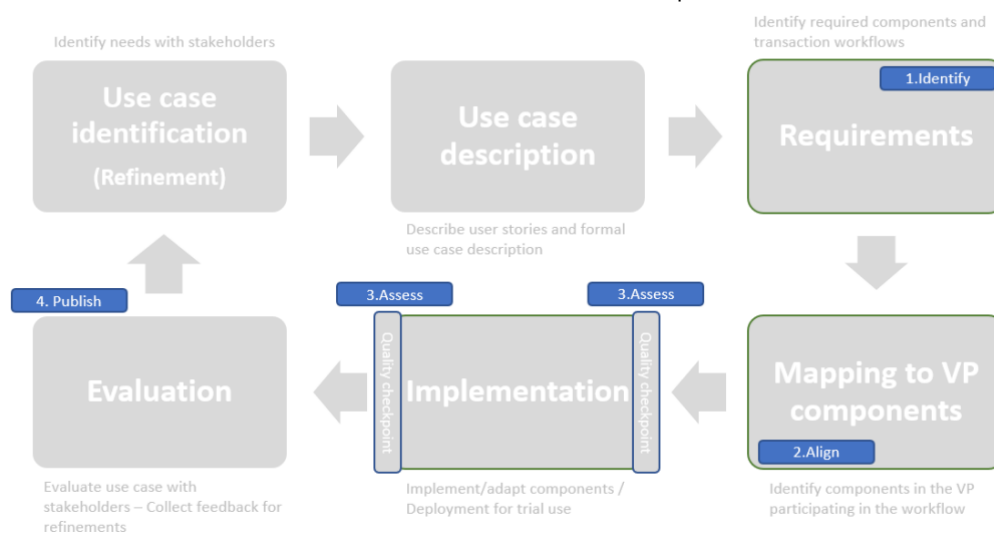 Identify needs with stakeholders
Use case
identification
(Refinement)
Use case
description
Describe user stories and formal
use case description
Identify required components and
transaction workflows
1.Identify
Requirements
Mapping to VP
components
2.Align
Identify components in the VP
participating in the workflow
3.Assess
Quality checkpoint
Implementation
3.Assess
Quality checkpoint
Implement/adapt components /
Deployment for trial use
4. Publish
Evaluation
Evaluate use case with
stakeholders – Collect feedback for
refinements